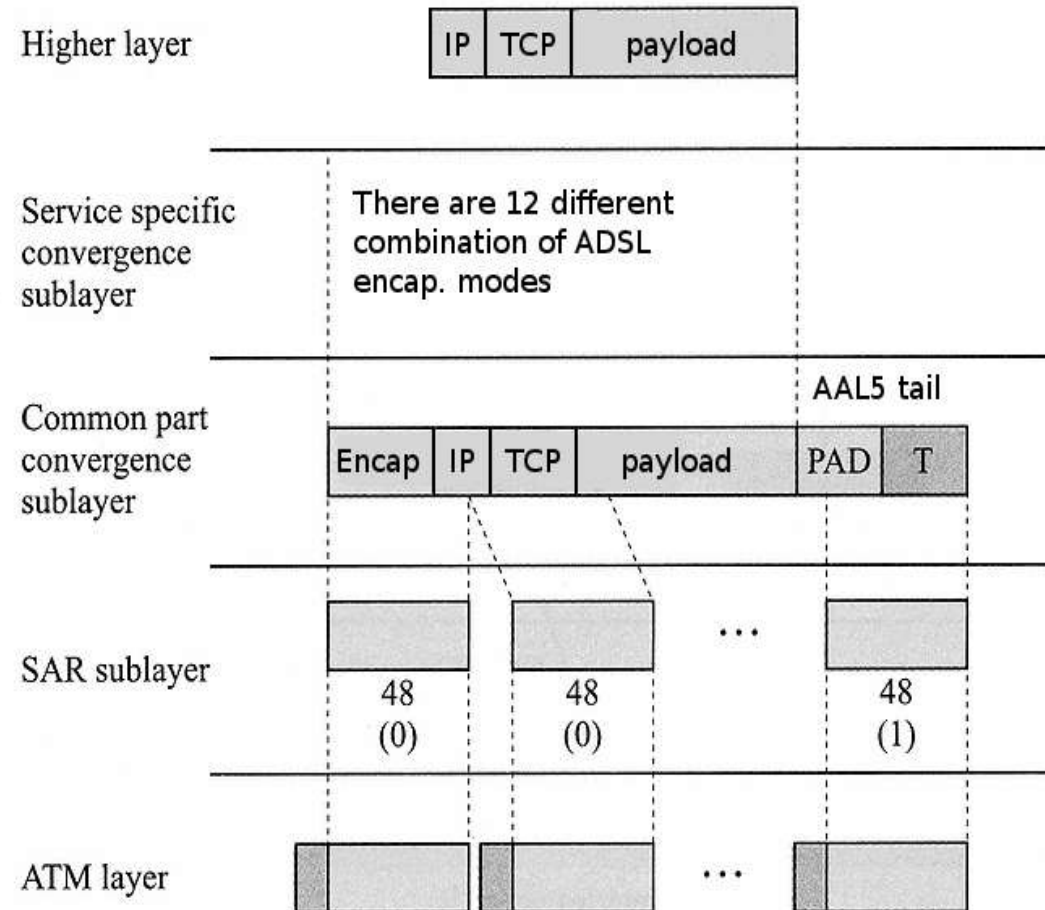 Higher layer
IP TCP payload
Service specific
convergence
sublayer
There are 12 different
combination of ADSL
encap. modes
AAL5 tail
Common part
convergence
sublayer
Encap IP TCP payload PAD T
SAR sublayer
...
48 48 48
(0) (0) (1)
ATM layer
...